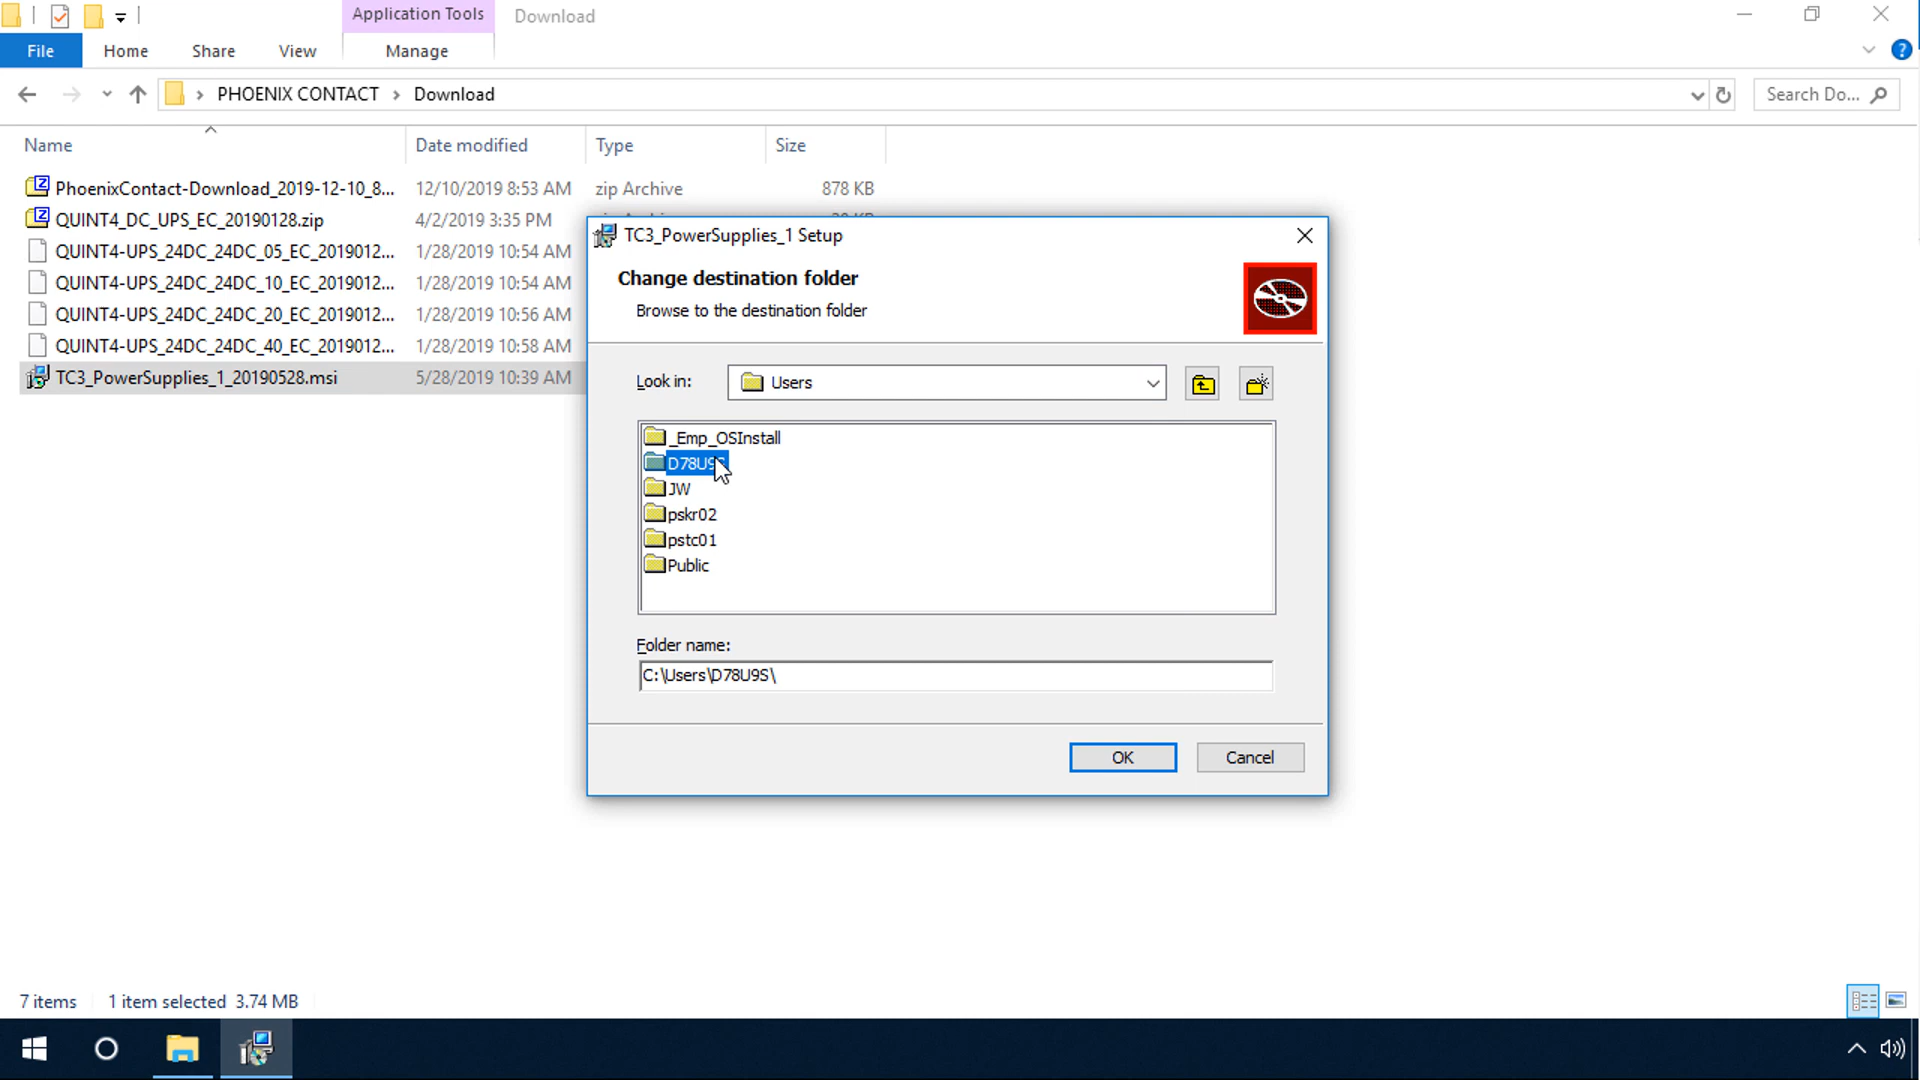 Application Tools Download
File Home Share View Manage
PHOENIX CONTACT > Download Search Do...
Name Date modified Type Size
PhoenixContact-Download_2019-12-10_8... 12/10/2019 8:53 AM zip Archive 878 KB
QUINT4_DC_UPS_EC_20190128.zip 4/2/2019 3:35 PM
QUINT4-UPS_24DC_24DC_05_EC_2019012... 1/28/2019 10:54 AM
QUINT4-UPS_24DC_24DC_10_EC_2019012... 1/28/2019 10:54 AM
QUINT4-UPS_24DC_24DC_20_EC_2019012... 1/28/2019 10:56 AM
QUINT4-UPS_24DC_24DC_40_EC_2019012... 1/28/2019 10:58 AM
TC3_PowerSupplies_1_20190528.msi 5/28/2019 10:39 AM
TC3_PowerSupplies_1 Setup
Change destination folder
Browse to the destination folder
Look in: Users
_Emp_OSInstall
D78U9S
JW
pskr02
pstc01
Public
Folder name:
C:\Users\D78U9S\
OK Cancel
7 items 1 item selected 3.74 MB